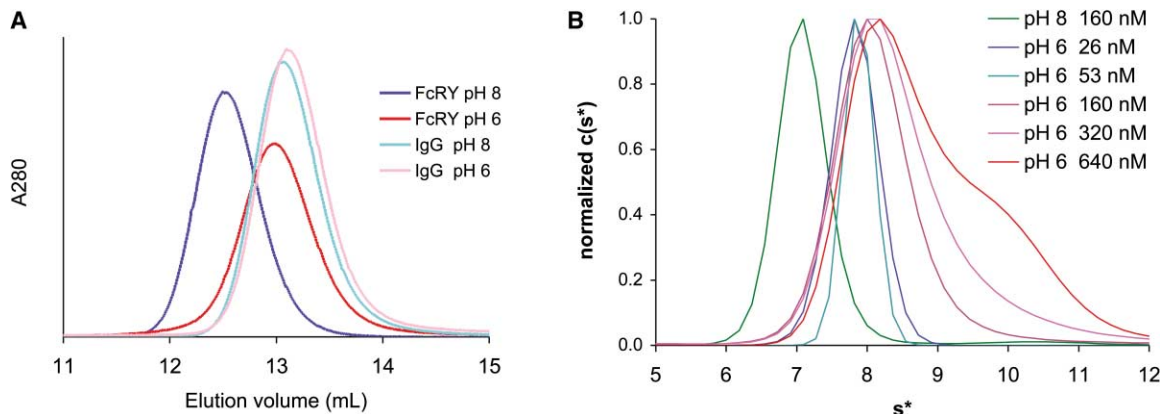 A
A280
FcRY pH 8
FcRY pH 6
IgG pH 8
IgG pH 6
11 12 13 14 15
Elution volume (mL)
B
normalized c(s*)
1.0
0.8
0.6
0.4
0.2
0.0
pH 8 160 nM
pH 6 26 nM
pH 6 53 nM
pH 6 160 nM
pH 6 320 nM
pH 6 640 nM
5 6 7 8 9 10 11 12
s*